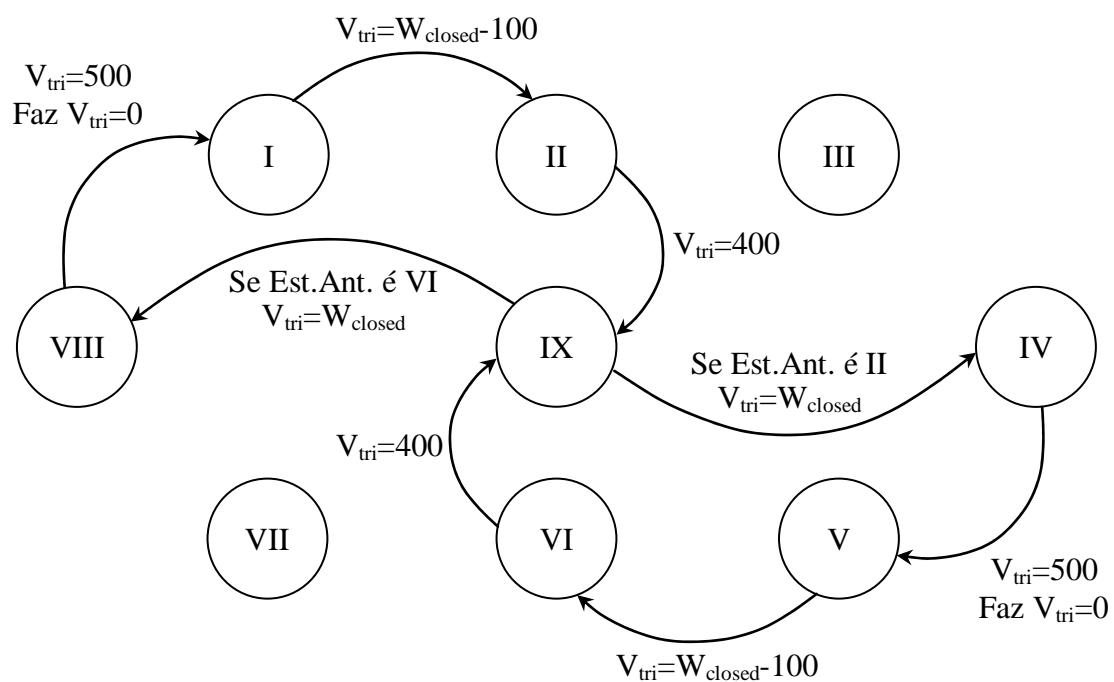 V_tri=W_closed-100
V_tri=500
Faz V_tri=0
I
II
III
V_tri=400
Se Est.Ant. é VI
V_tri=W_closed
VIII
IX
IV
Se Est.Ant. é II
V_tri=W_closed
V_tri=400
VII
VI
V
V_tri=500
Faz V_tri=0
V_tri=W_closed-100